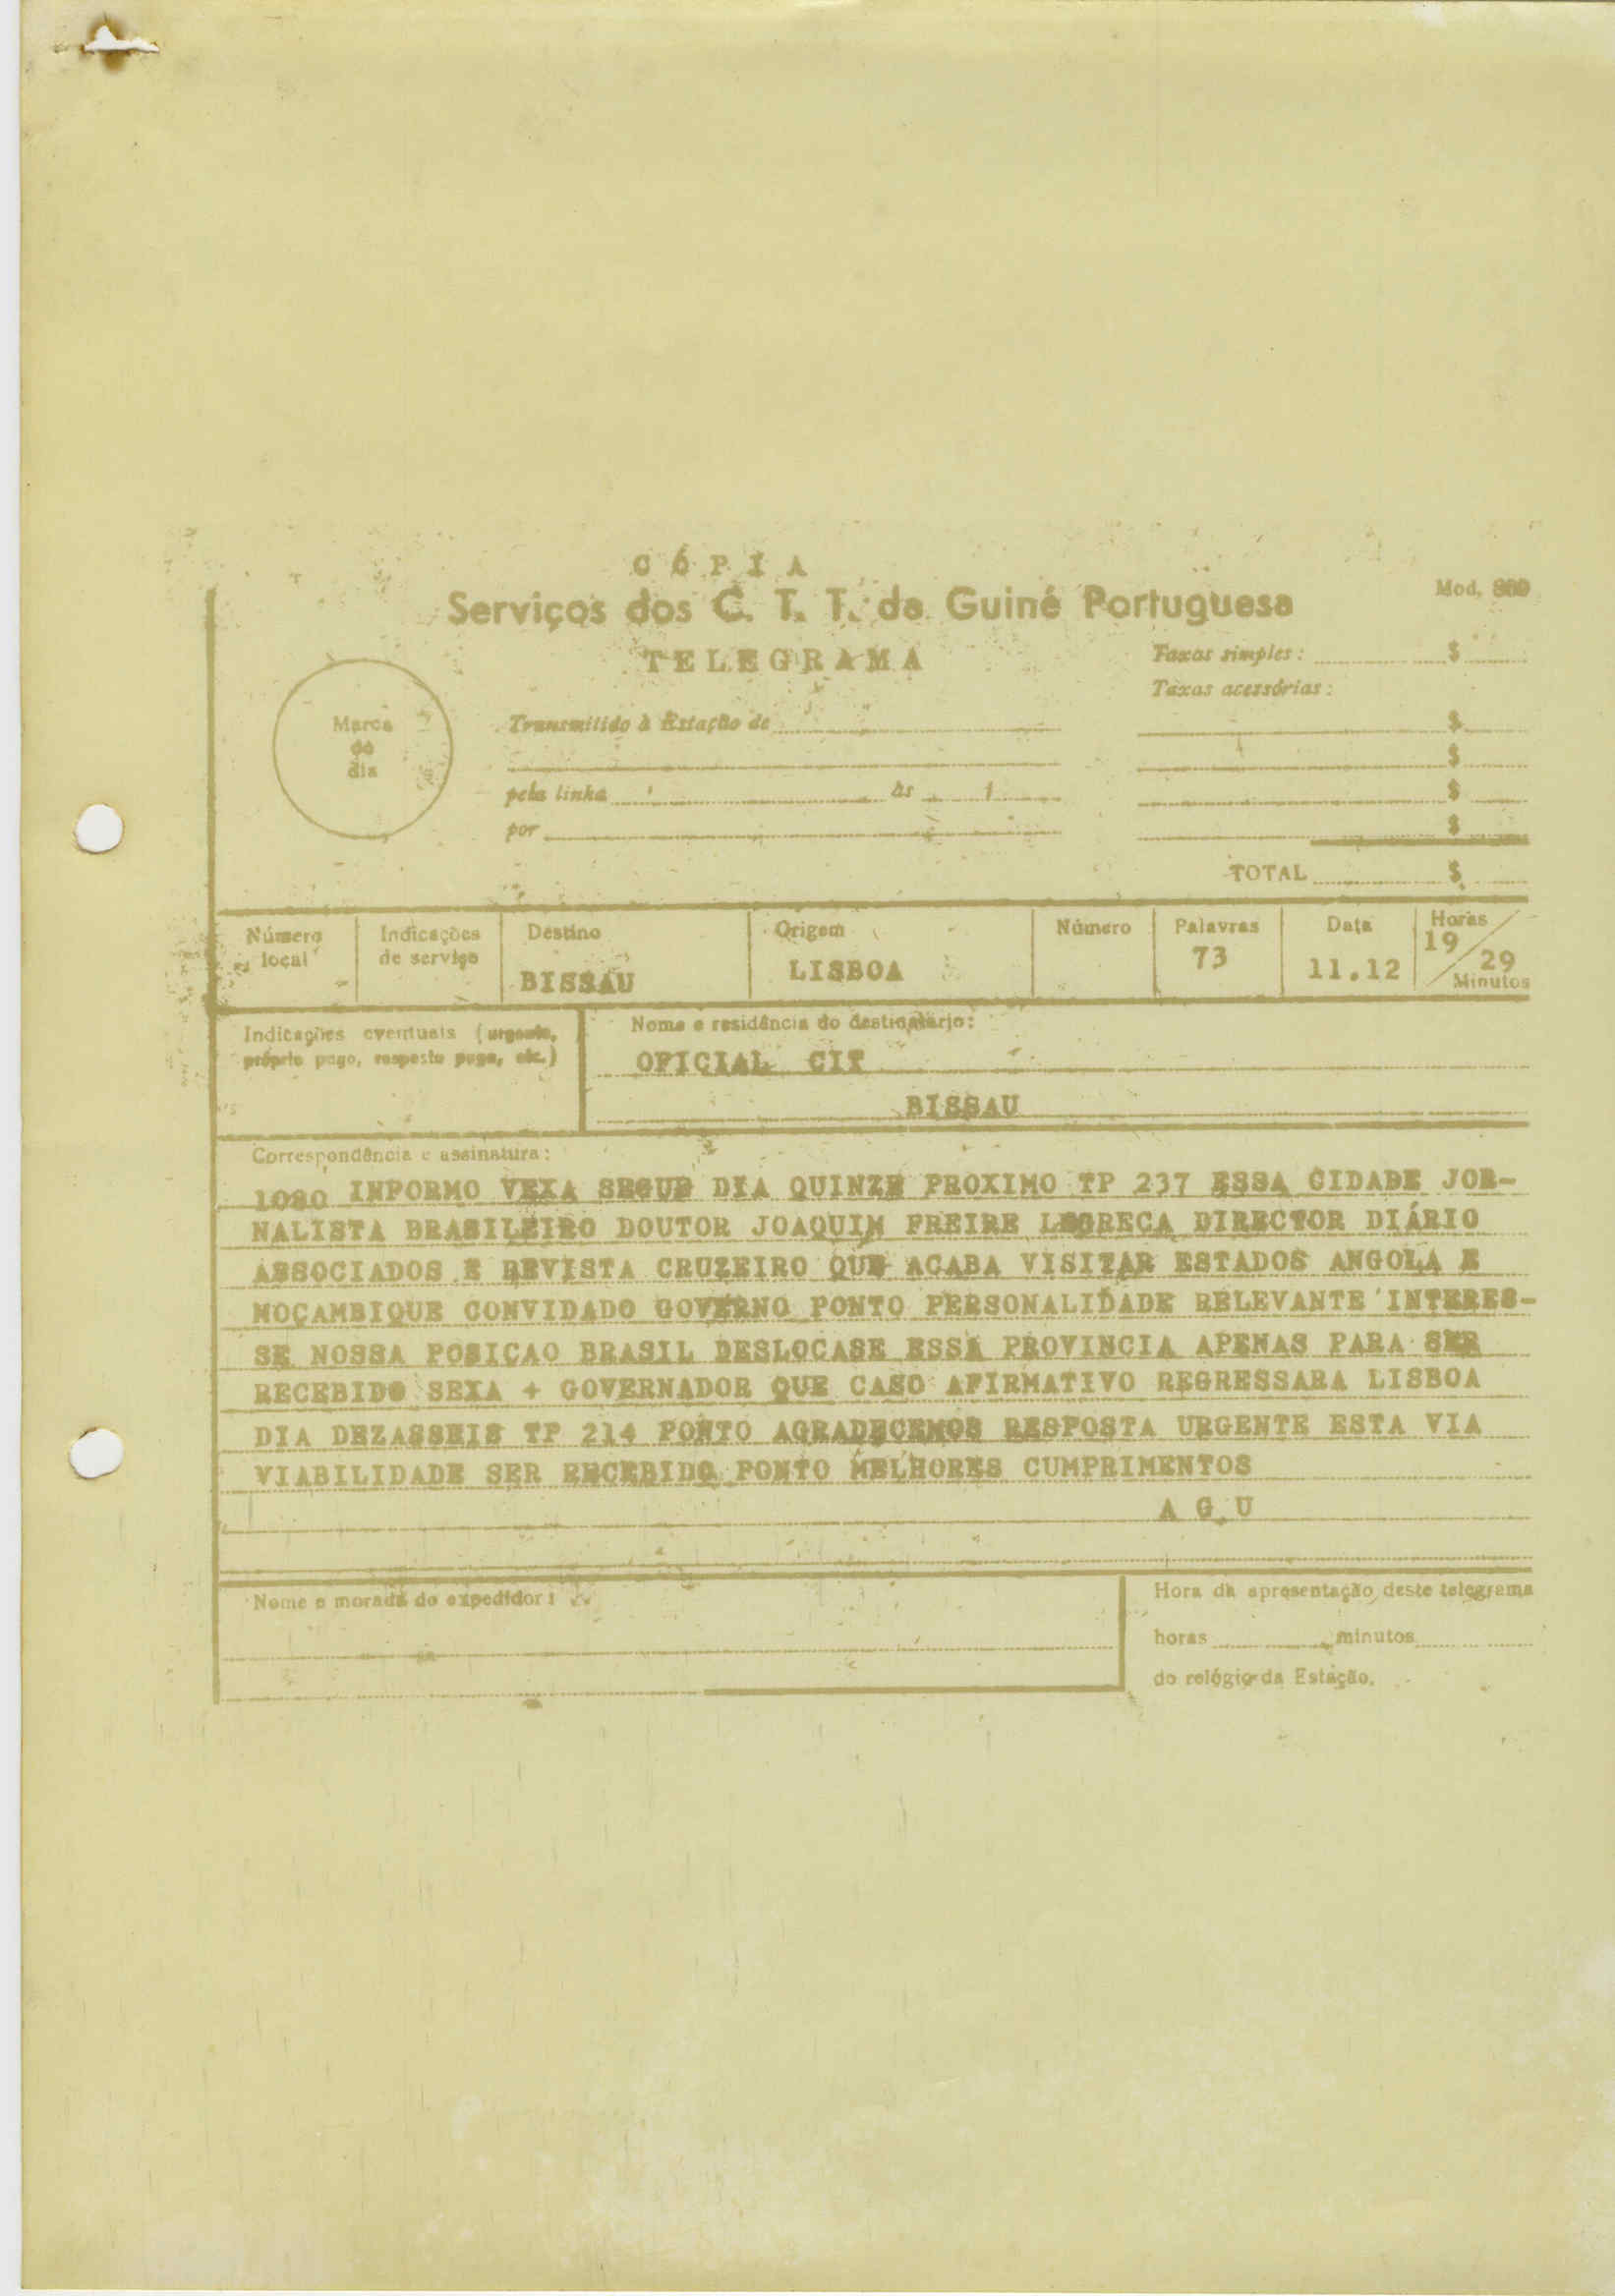 CÓPIA
Serviços dos C. T. T. da Guiné Portuguesa
Mod.
TELEGRAMA
Taxas simples: $
Taxas acessórias:
Marca do dia
Transmitido à Estação de $
$
pela linha às $
por $
TOTAL $
Número local
Indicações de serviço
Destino
BISSAU
Origem
LISBOA
Número
Palavras
73
Data
11.12
Horas
19
29
Minutos
Indicações eventuais (urgente,
próprio pago, resposta paga, etc.)
Nome e residência do destinatário:
OFICIAL CIT
BISSAU
Correspondência e assinatura:
1080 INFORMO VEXA SEGUE DIA QUINZE PROXIMO TP 237 ESSA CIDADE JOR-
NALISTA BRASILEIRO DOUTOR JOAQUIM FREIRE DIRECTOR DIÁRIO
ASSOCIADOS E REVISTA CRUZEIRO QUE ACABA VISITAR ESTADOS ANGOLA E
MOÇAMBIQUE CONVIDADO GOVERNO PONTO PERSONALIDADE RELEVANTE INTERES-
SE NOSSA POSIÇAO BRASIL DESLOCASE ESSA PROVINCIA APENAS PARA SER
RECEBIDO SEXA + GOVERNADOR QUE CASO AFIRMATIVO REGRESSARA LISBOA
DIA DEZASSEIS TP 214 PONTO AGRADECEMOS RESPOSTA URGENTE ESTA VIA
VIABILIDADE SER RECEBIDO PONTO MELHORES CUMPRIMENTOS
A G U
Nome e morada do expedidor:
Hora da apresentação deste telegrama
horas minutos
do relógio da Estação.